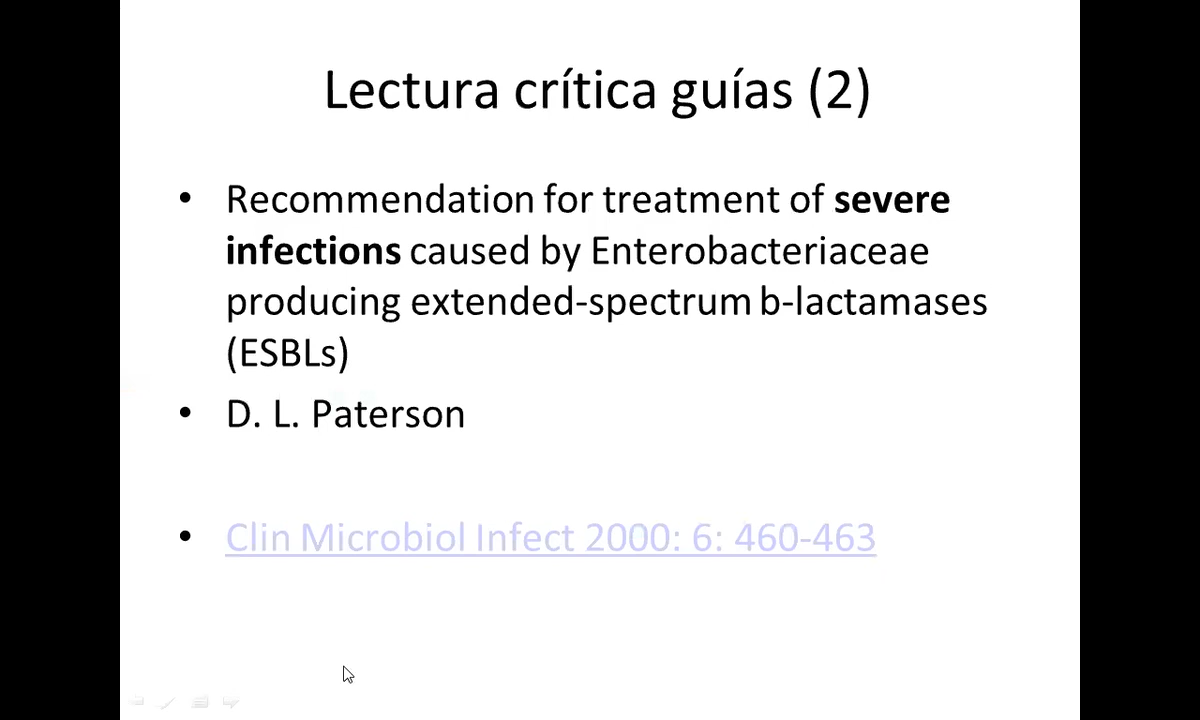 Lectura crítica guías (2)
• Recommendation for treatment of severe
infections caused by Enterobacteriaceae
producing extended-spectrum b-lactamases
(ESBLs)
• D. L. Paterson
• Clin Microbiol Infect 2000: 6: 460-463